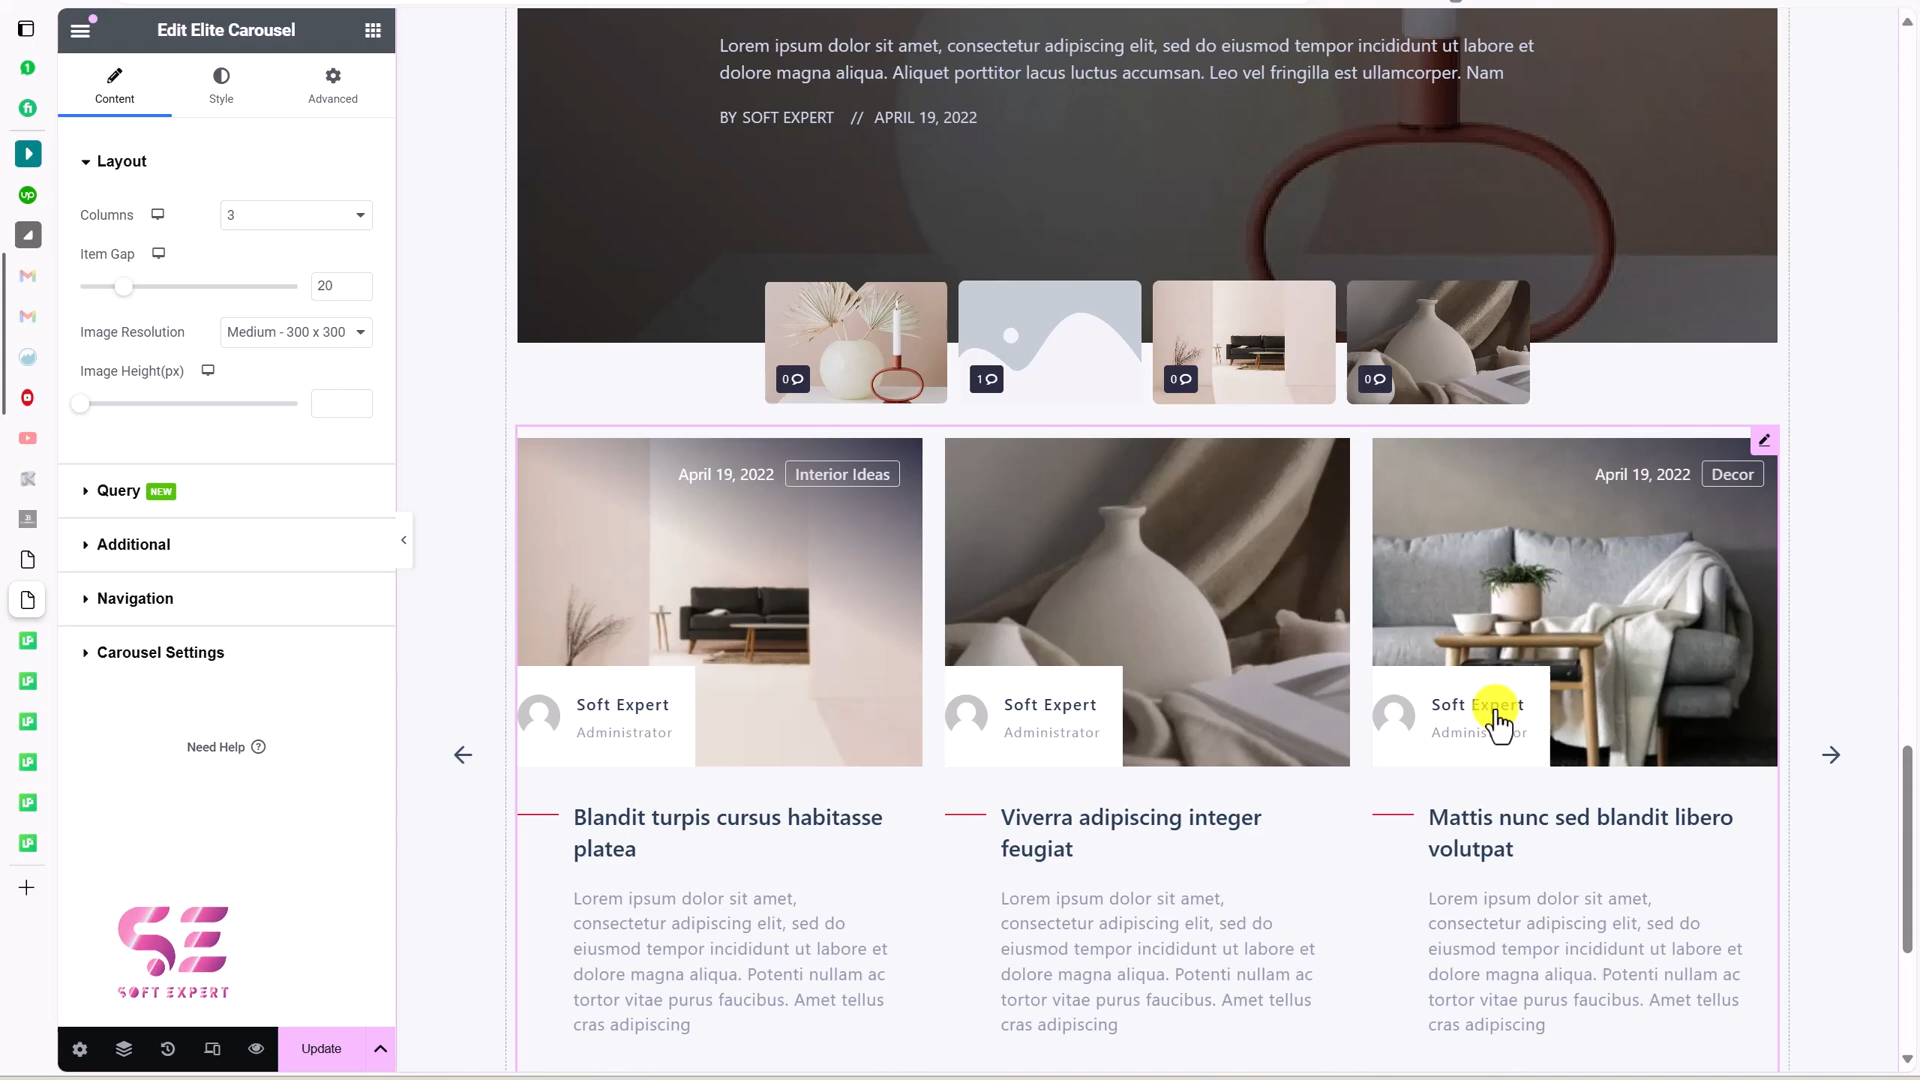 Edit Elite Carousel
Content
Style
Advanced
Layout
Columns
3
Item Gap
20
Image Resolution
Medium - 300 x 300
Image Height(px)
Query NEW
Additional
Navigation
Carousel Settings
Need Help ?
SE
SOFT EXPERT
Update
1
fi
up
Lorem ipsum dolor sit amet, consectetur adipiscing elit, sed do eiusmod tempor incididunt ut labore et
dolore magna aliqua. Aliquet porttitor lacus luctus accumsan. Leo vel fringilla est ullamcorper. Nam
BY SOFT EXPERT // APRIL 19, 2022
0
1
0
0
April 19, 2022 Interior Ideas
Soft Expert
Administrator
Blandit turpis cursus habitasse
platea
Lorem ipsum dolor sit amet,
consectetur adipiscing elit, sed do
eiusmod tempor incididunt ut labore et
dolore magna aliqua. Potenti nullam ac
tortor vitae purus faucibus. Amet tellus
cras adipiscing
Soft Expert
Administrator
Viverra adipiscing integer
feugiat
Lorem ipsum dolor sit amet,
consectetur adipiscing elit, sed do
eiusmod tempor incididunt ut labore et
dolore magna aliqua. Potenti nullam ac
tortor vitae purus faucibus. Amet tellus
cras adipiscing
April 19, 2022 Decor
Soft Expert
Administrator
Mattis nunc sed blandit libero
volutpat
Lorem ipsum dolor sit amet,
consectetur adipiscing elit, sed do
eiusmod tempor incididunt ut labore et
dolore magna aliqua. Potenti nullam ac
tortor vitae purus faucibus. Amet tellus
cras adipiscing